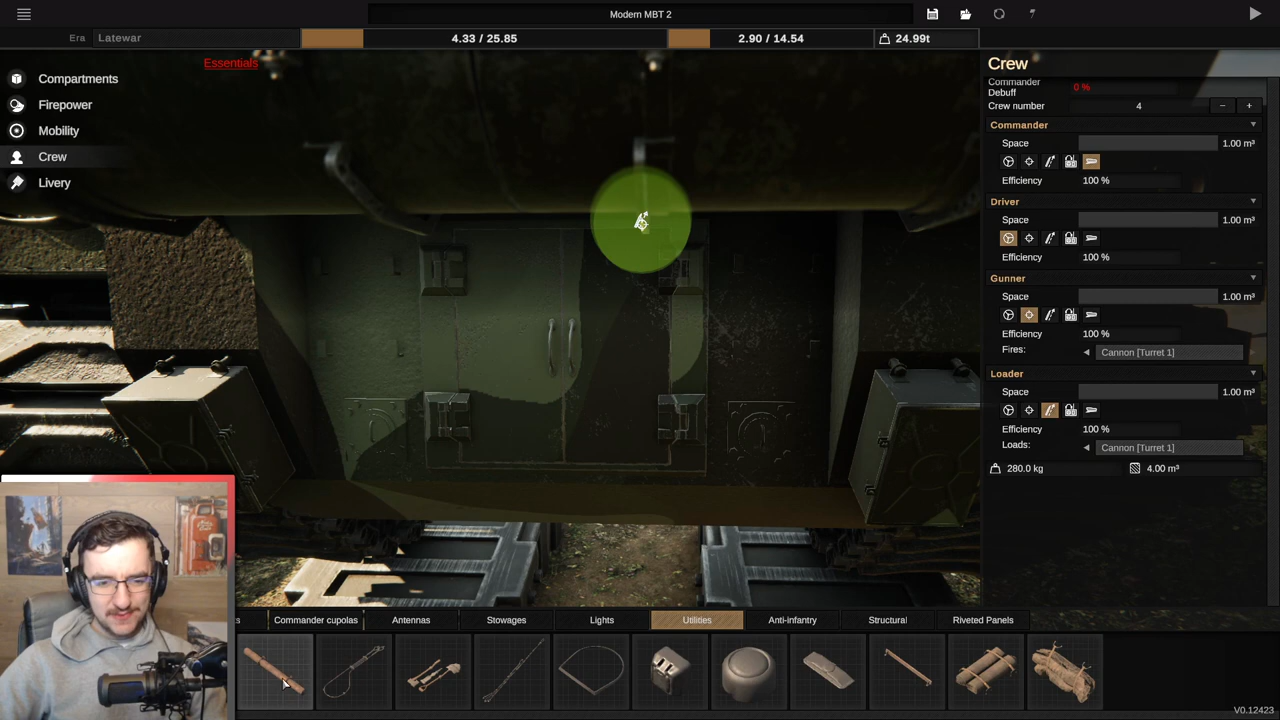 Modern MBT 2
Era
Latewar
4.33 / 25.85
2.90 / 14.54
24.99t
Essentials
Compartments
Firepower
Mobility
Crew
Livery
Crew
Commander
Debuff
0 %
Crew number
4
Commander
Space
1.00 m³
Efficiency
100 %
Driver
Space
1.00 m³
Efficiency
100 %
Gunner
Space
1.00 m³
Efficiency
100 %
Fires:
Cannon [Turret 1]
Loader
Space
1.00 m³
Efficiency
100 %
Loads:
Cannon [Turret 1]
280.0 kg
4.00 m³
s
Commander cupolas
Antennas
Stowages
Lights
Utilities
Anti-infantry
Structural
Riveted Panels
V0.12423